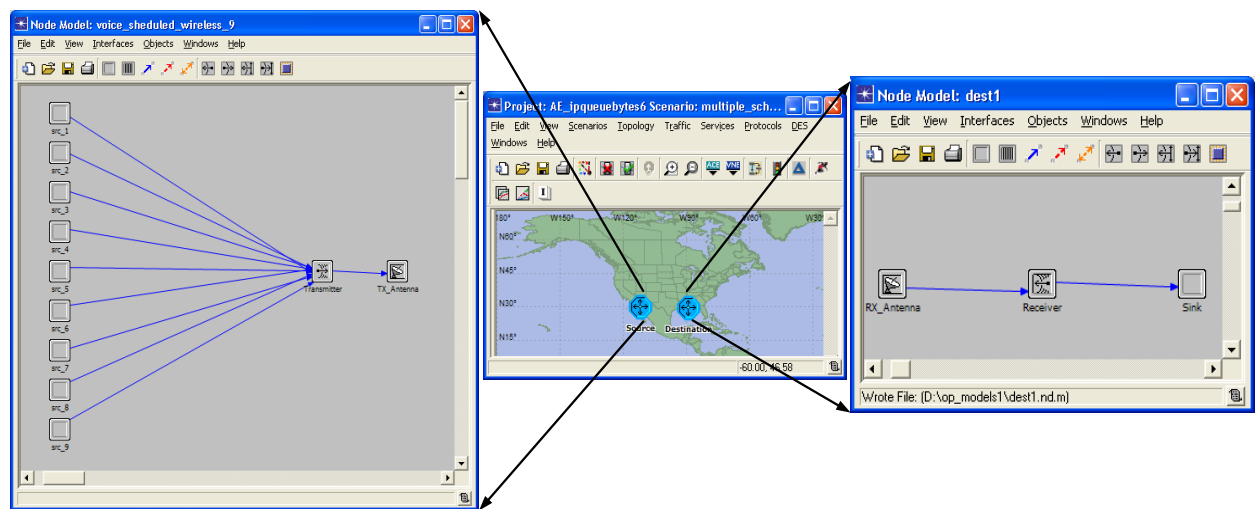 Node Model: voice_sheduled_wireless_9
File Edit View Interfaces Objects Windows Help
src_1
src_2
src_3
src_4
src_5
src_6
src_7
src_8
src_9
Transmitter
TX_Antenna
Project: AE_ipqueuebytes6 Scenario: multiple_sch...
File Edit View Scenarios Topology Traffic Services Protocols DES
Windows Help
ACE
VNE
180° W150° W120° W90° W60° W30°
N60°
N45°
N30°
N15°
Source
Destination
-60.00, 46.58
Node Model: dest1
File Edit View Interfaces Objects Windows Help
RX_Antenna
Receiver
Sink
Wrote File: (D:\op_models1\dest1.nd.m)